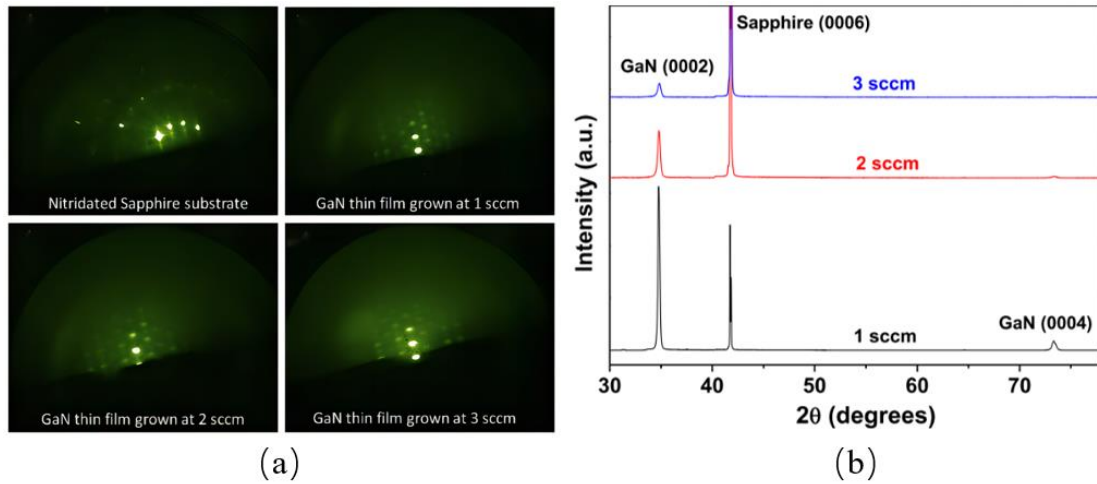 Nitridated Sapphire substrate
GaN thin film grown at 1 sccm
GaN thin film grown at 2 sccm
GaN thin film grown at 3 sccm
(a)
Sapphire (0006)
GaN (0002)
3 sccm
2 sccm
GaN (0004)
1 sccm
Intensity (a.u.)
30 40 50 60 70
2θ (degrees)
(b)